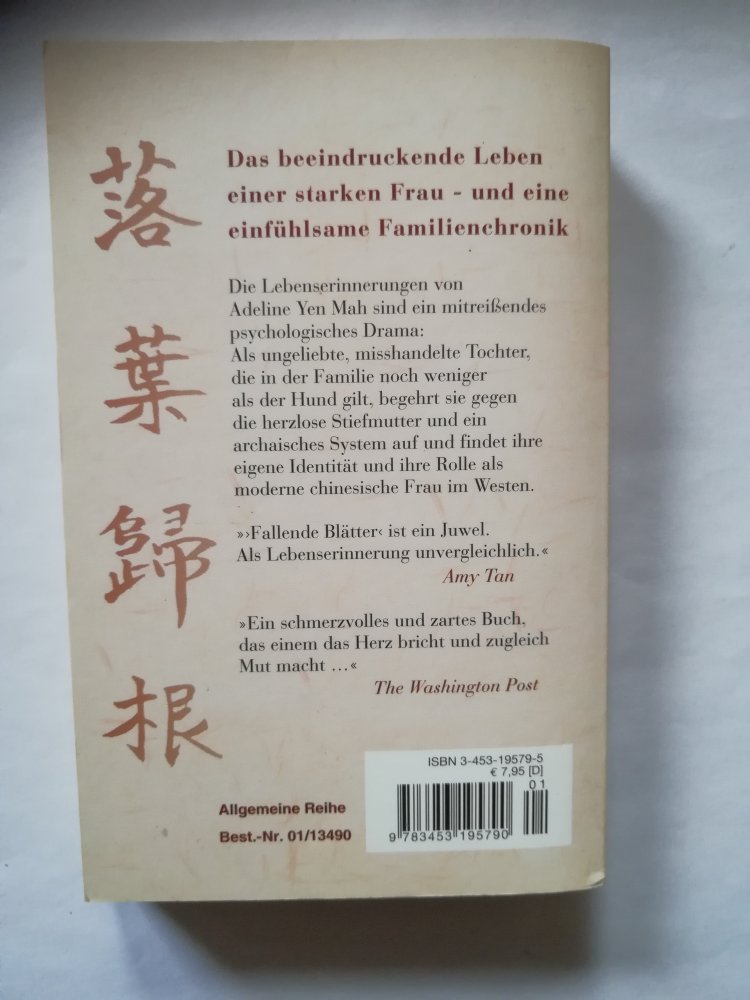 落
葉
歸
根
Das beeindruckende Leben
einer starken Frau - und eine
einfühlsame Familienchronik
Die Lebenserinnerungen von
Adeline Yen Mah sind ein mitreißendes
psychologisches Drama:
Als ungeliebte, misshandelte Tochter,
die in der Familie noch weniger
als der Hund gilt, begehrt sie gegen
die herzlose Stiefmutter und ein
archaisches System auf und findet ihre
eigene Identität und ihre Rolle als
moderne chinesische Frau im Westen.
»›Fallende Blätter‹ ist ein Juwel.
Als Lebenserinnerung unvergleichlich.«
Amy Tan
»Ein schmerzvolles und zartes Buch,
das einem das Herz bricht und zugleich
Mut macht ...«
The Washington Post
Allgemeine Reihe
Best.-Nr. 01/13490
ISBN 3-453-19579-5
€ 7,95 [D]
01
9 783453 195790